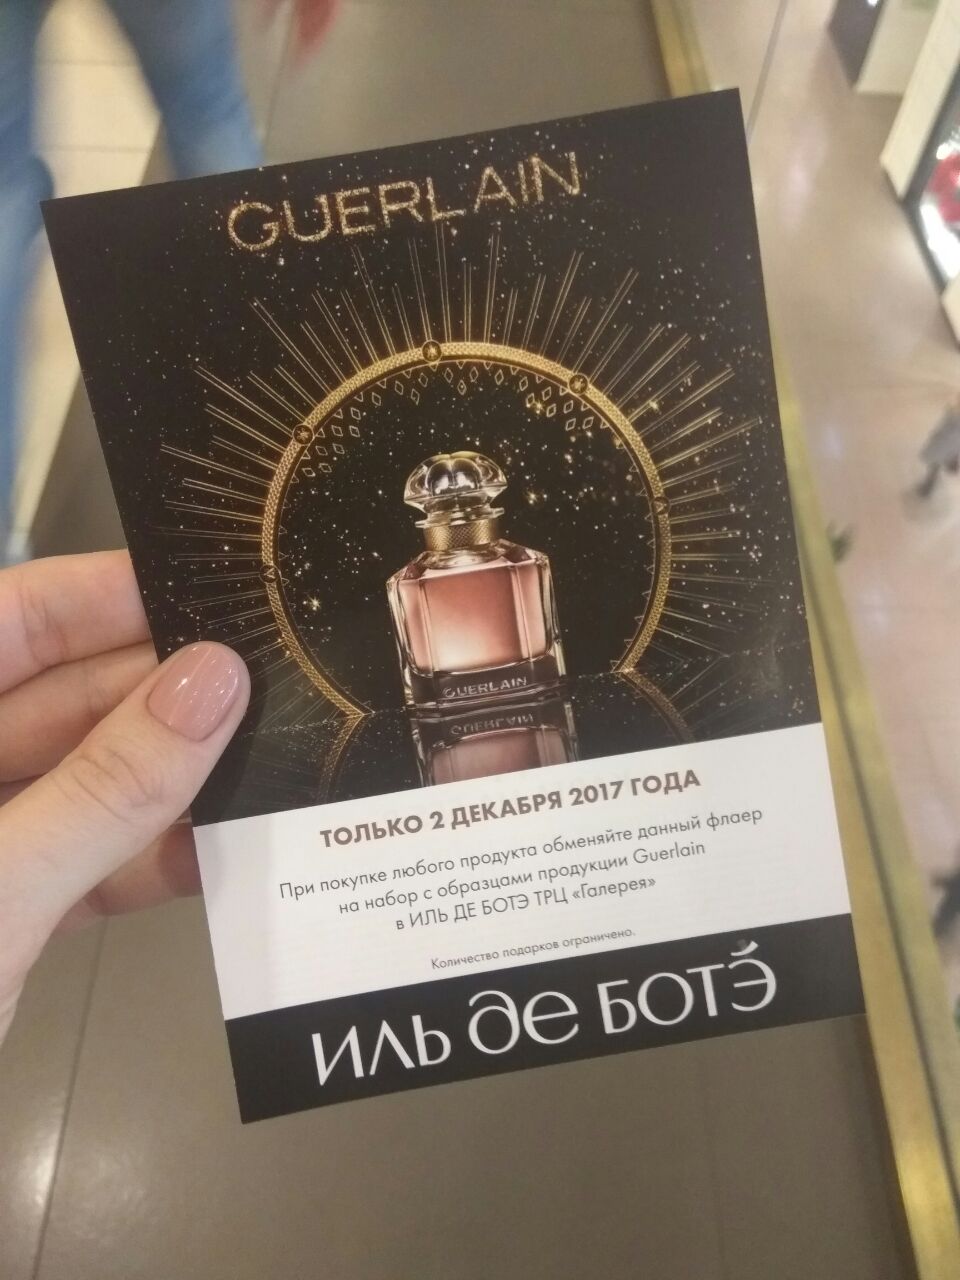 GUERLAIN
GUERLAIN
ТОЛЬКО 2 ДЕКАБРЯ 2017 ГОДА
При покупке любого продукта обменяйте данный флаер
на набор с образцами продукции Guerlain
в ИЛЬ ДЕ БОТЭ ТРЦ «Галерея»
Количество подарков ограничено.
ИЛЬ де БОТЭ